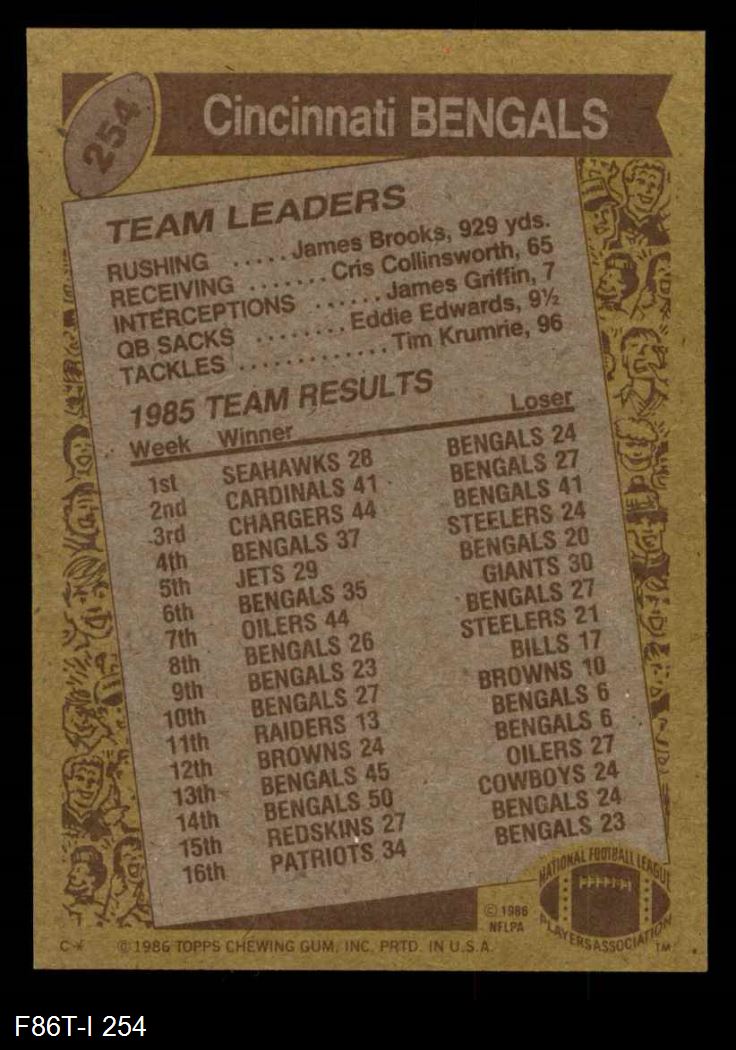 254
Cincinnati BENGALS
TEAM LEADERS
RUSHING ..... James Brooks, 929 yds.
RECEIVING ........ Cris Collinsworth, 65
INTERCEPTIONS ...... James Griffin, 7
QB SACKS ........ Eddie Edwards, 9½
TACKLES ............. Tim Krumrie, 96
1985 TEAM RESULTS
Week Winner Loser
1st SEAHAWKS 28 BENGALS 24
2nd CARDINALS 41 BENGALS 27
3rd CHARGERS 44 BENGALS 41
4th BENGALS 37 STEELERS 24
5th JETS 29 BENGALS 20
6th BENGALS 35 GIANTS 30
7th OILERS 44 BENGALS 27
8th BENGALS 26 STEELERS 21
9th BENGALS 23 BILLS 17
10th BENGALS 27 BROWNS 10
11th RAIDERS 13 BENGALS 6
12th BROWNS 24 BENGALS 6
13th BENGALS 45 OILERS 27
14th BENGALS 50 COWBOYS 24
15th REDSKINS 27 BENGALS 24
16th PATRIOTS 34 BENGALS 23
NATIONAL FOOTBALL LEAGUE
PLAYERS ASSOCIATION
TM
© 1986
NFLPA
C* © 1986 TOPPS CHEWING GUM, INC. PRTD. IN U.S.A.
F86T-I 254